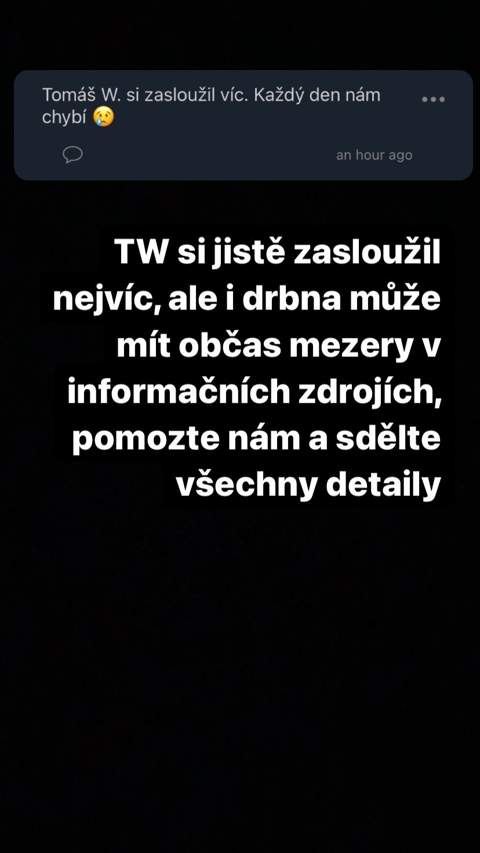 Tomáš W. si zasloužil víc. Každý den nám
chybí 😢
an hour ago
TW si jistě zasloužil
nejvíc, ale i drbna může
mít občas mezery v
informačních zdrojích,
pomozte nám a sdělte
všechny detaily